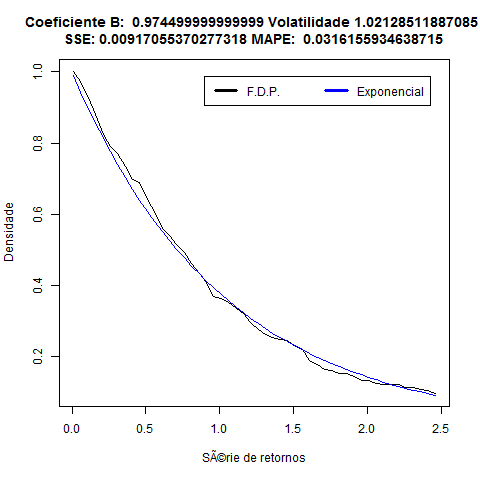 Coeficiente B:  0.974499999999999 Volatilidade 1.02128511887085
SSE: 0.00917055370277318 MAPE:  0.0316155934638715
F.D.P.
Exponencial
Densidade
1.0
0.8
0.6
0.4
0.2
0.0
0.5
1.0
1.5
2.0
2.5
SÃ©rie de retornos